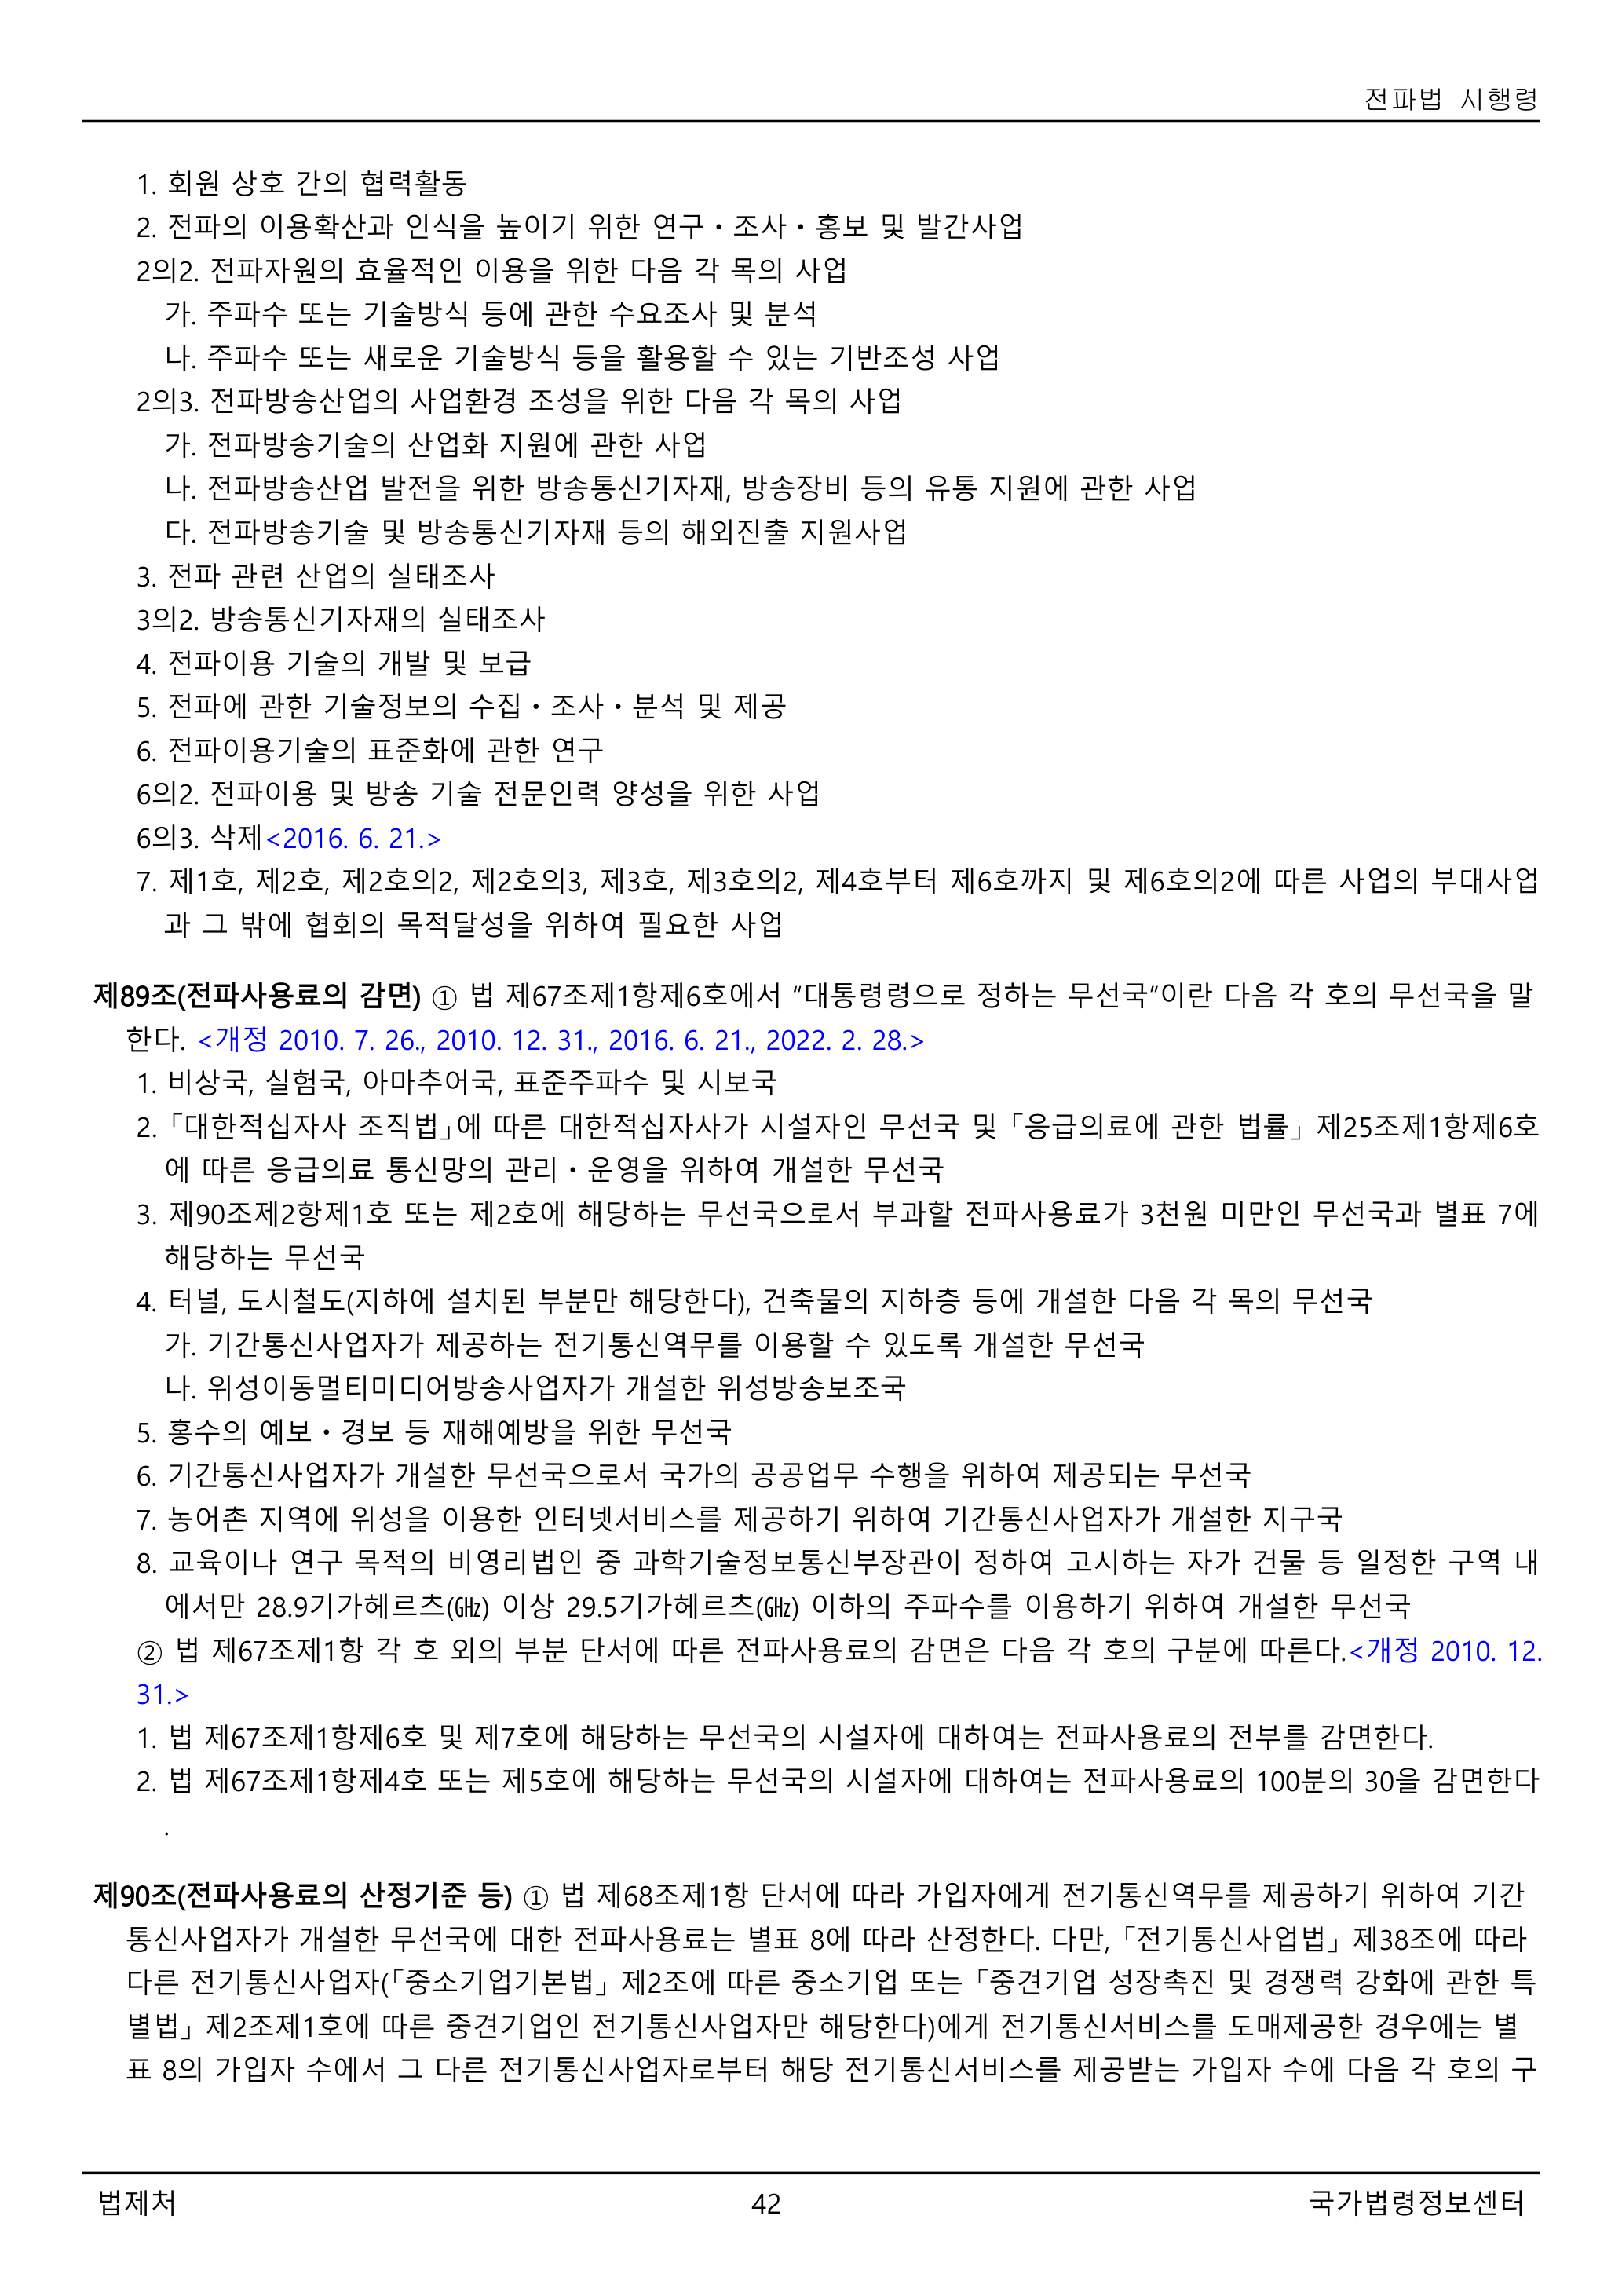 전파법 시행령
1. 회원 상호 간의 협력활동
2. 전파의 이용확산과 인식을 높이기 위한 연구ㆍ조사ㆍ홍보 및 발간사업
2의2. 전파자원의 효율적인 이용을 위한 다음 각 목의 사업
가. 주파수 또는 기술방식 등에 관한 수요조사 및 분석
나. 주파수 또는 새로운 기술방식 등을 활용할 수 있는 기반조성 사업
2의3. 전파방송산업의 사업환경 조성을 위한 다음 각 목의 사업
가. 전파방송기술의 산업화 지원에 관한 사업
나. 전파방송산업 발전을 위한 방송통신기자재, 방송장비 등의 유통 지원에 관한 사업
다. 전파방송기술 및 방송통신기자재 등의 해외진출 지원사업
3. 전파 관련 산업의 실태조사
3의2. 방송통신기자재의 실태조사
4. 전파이용 기술의 개발 및 보급
5. 전파에 관한 기술정보의 수집ㆍ조사ㆍ분석 및 제공
6. 전파이용기술의 표준화에 관한 연구
6의2. 전파이용 및 방송 기술 전문인력 양성을 위한 사업
6의3. 삭제<2016. 6. 21.>
7. 제1호, 제2호, 제2호의2, 제2호의3, 제3호, 제3호의2, 제4호부터 제6호까지 및 제6호의2에 따른 사업의 부대사업
과 그 밖에 협회의 목적달성을 위하여 필요한 사업
제89조(전파사용료의 감면) ① 법 제67조제1항제6호에서 “대통령령으로 정하는 무선국”이란 다음 각 호의 무선국을 말
한다. <개정 2010. 7. 26., 2010. 12. 31., 2016. 6. 21., 2022. 2. 28.>
1. 비상국, 실험국, 아마추어국, 표준주파수 및 시보국
2. 「대한적십자사 조직법」에 따른 대한적십자사가 시설자인 무선국 및 「응급의료에 관한 법률」 제25조제1항제6호
에 따른 응급의료 통신망의 관리ㆍ운영을 위하여 개설한 무선국
3. 제90조제2항제1호 또는 제2호에 해당하는 무선국으로서 부과할 전파사용료가 3천원 미만인 무선국과 별표 7에
해당하는 무선국
4. 터널, 도시철도(지하에 설치된 부분만 해당한다), 건축물의 지하층 등에 개설한 다음 각 목의 무선국
가. 기간통신사업자가 제공하는 전기통신역무를 이용할 수 있도록 개설한 무선국
나. 위성이동멀티미디어방송사업자가 개설한 위성방송보조국
5. 홍수의 예보ㆍ경보 등 재해예방을 위한 무선국
6. 기간통신사업자가 개설한 무선국으로서 국가의 공공업무 수행을 위하여 제공되는 무선국
7. 농어촌 지역에 위성을 이용한 인터넷서비스를 제공하기 위하여 기간통신사업자가 개설한 지구국
8. 교육이나 연구 목적의 비영리법인 중 과학기술정보통신부장관이 정하여 고시하는 자가 건물 등 일정한 구역 내
에서만 28.9기가헤르츠(㎓) 이상 29.5기가헤르츠(㎓) 이하의 주파수를 이용하기 위하여 개설한 무선국
② 법 제67조제1항 각 호 외의 부분 단서에 따른 전파사용료의 감면은 다음 각 호의 구분에 따른다.<개정 2010. 12.
31.>
1. 법 제67조제1항제6호 및 제7호에 해당하는 무선국의 시설자에 대하여는 전파사용료의 전부를 감면한다.
2. 법 제67조제1항제4호 또는 제5호에 해당하는 무선국의 시설자에 대하여는 전파사용료의 100분의 30을 감면한다
.
제90조(전파사용료의 산정기준 등) ① 법 제68조제1항 단서에 따라 가입자에게 전기통신역무를 제공하기 위하여 기간
통신사업자가 개설한 무선국에 대한 전파사용료는 별표 8에 따라 산정한다. 다만, 「전기통신사업법」 제38조에 따라
다른 전기통신사업자(「중소기업기본법」 제2조에 따른 중소기업 또는 「중견기업 성장촉진 및 경쟁력 강화에 관한 특
별법」 제2조제1호에 따른 중견기업인 전기통신사업자만 해당한다)에게 전기통신서비스를 도매제공한 경우에는 별
표 8의 가입자 수에서 그 다른 전기통신사업자로부터 해당 전기통신서비스를 제공받는 가입자 수에 다음 각 호의 구
법제처 42 국가법령정보센터